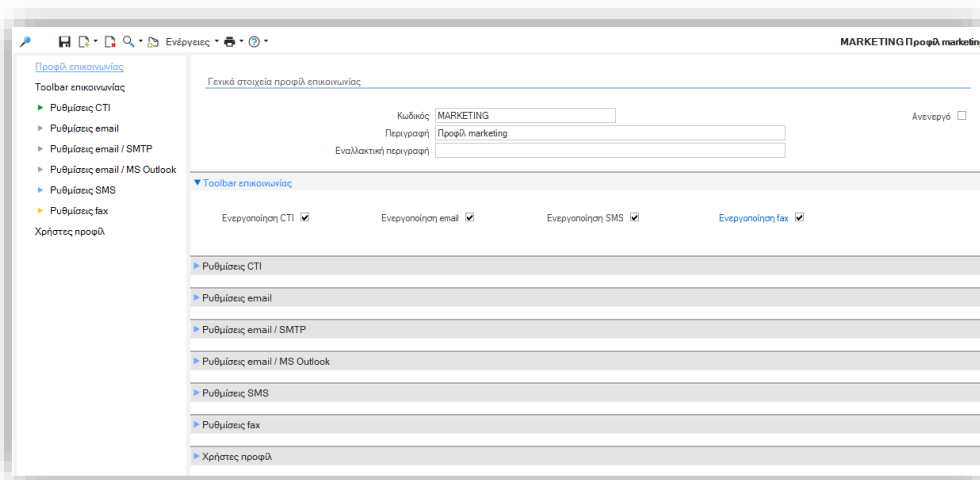 Ενέργειες
MARKETING Προφίλ marketing
Προφίλ επικοινωνίας
Toolbar επικοινωνίας
Ρυθμίσεις CTI
Ρυθμίσεις email
Ρυθμίσεις email / SMTP
Ρυθμίσεις email / MS Outlook
Ρυθμίσεις SMS
Ρυθμίσεις fax
Χρήστες προφίλ
Γενικά στοιχεία προφίλ επικοινωνίας
Κωδικός MARKETING Ανενεργό
Περιγραφή Προφίλ marketing
Εναλλακτική περιγραφή
Toolbar επικοινωνίας
Ενεργοποίηση CTI Ενεργοποίηση email Ενεργοποίηση SMS Ενεργοποίηση fax
Ρυθμίσεις CTI
Ρυθμίσεις email
Ρυθμίσεις email / SMTP
Ρυθμίσεις email / MS Outlook
Ρυθμίσεις SMS
Ρυθμίσεις fax
Χρήστες προφίλ